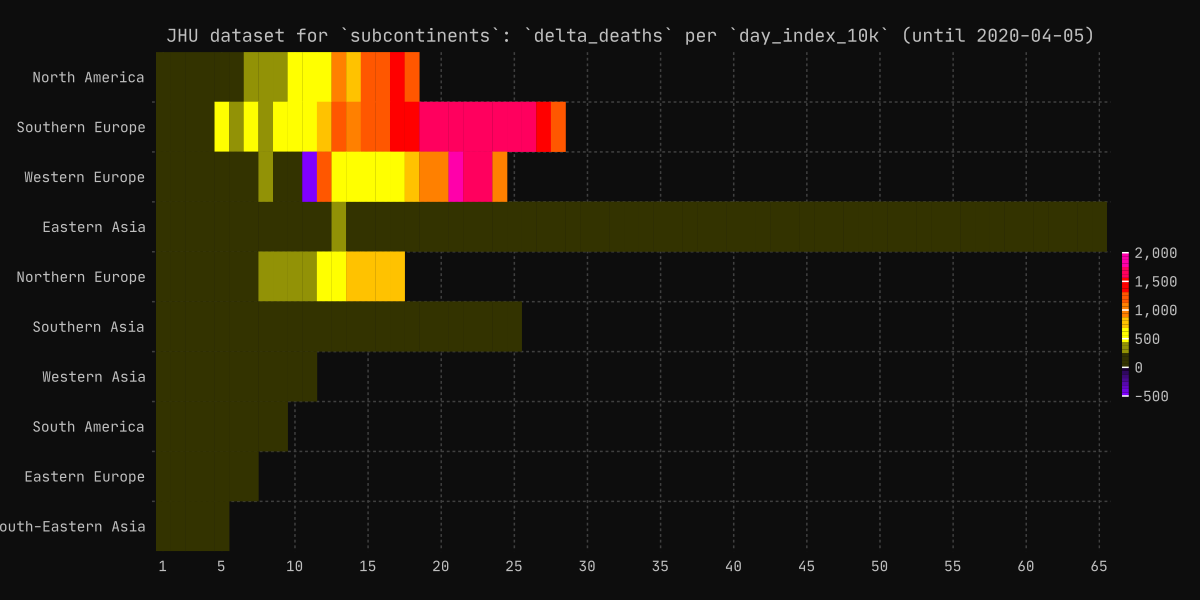 JHU dataset for `subcontinents`: `delta_deaths` per `day_index_10k` (until 2020-04-05)
North America
Southern Europe
Western Europe
Eastern Asia
Northern Europe
Southern Asia
Western Asia
South America
Eastern Europe
outh-Eastern Asia
2,000
1,500
1,000
500
0
-500
1 5 10 15 20 25 30 35 40 45 50 55 60 65